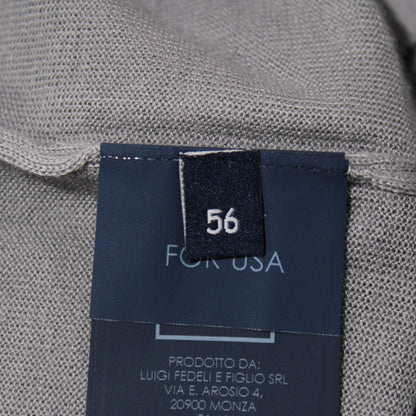 56
FOR USA
PRODOTTO DA:
LUIGI FEDELI E FIGLIO SRL
VIA E. AROSIO 4,
20900 MONZA